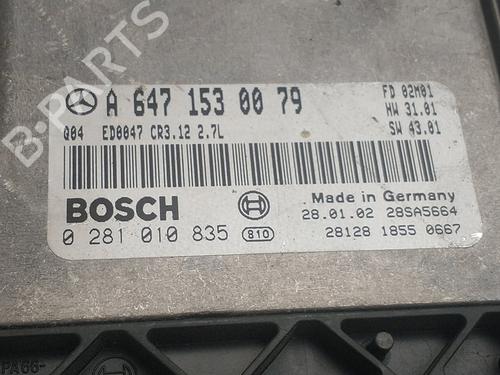 A 647 153 00 79
FD 02M01
HW 31.01
Q04 ED0047 CR3.12 2.7L
SW 43.01
BOSCH
Made in Germany
28.01.02 28SA5664
0 281 010 835 810
28128 1855 0667
B-PARTS
PA66-